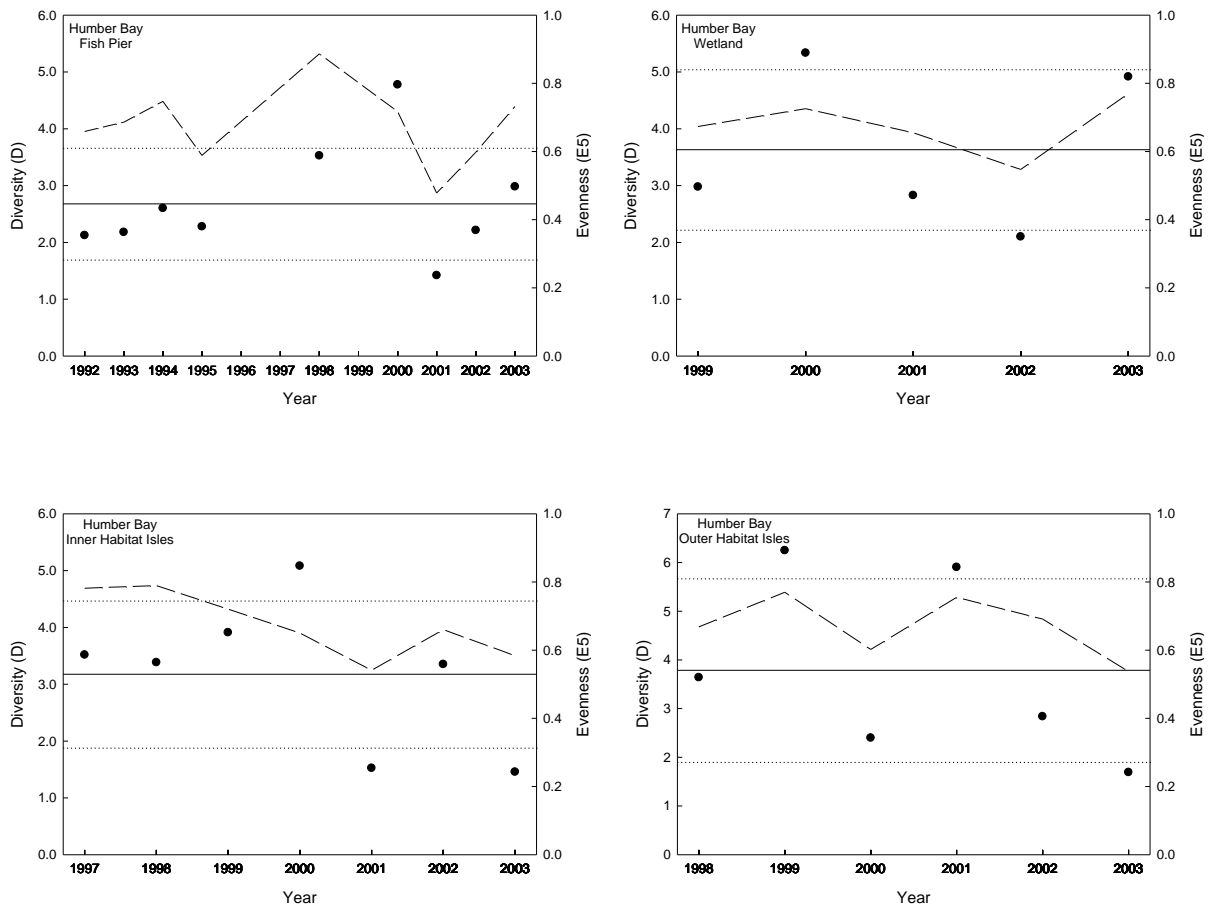 Humber Bay
Fish Pier
6.0
5.0
4.0
3.0
2.0
1.0
0.0
Diversity (D)
1.0
0.8
0.6
0.4
0.2
0.0
Evenness (E5)
1992 1993 1994 1995 1996 1997 1998 1999 2000 2001 2002 2003
Year
Humber Bay
Wetland
6.0
5.0
4.0
3.0
2.0
1.0
0.0
Diversity (D)
1.0
0.8
0.6
0.4
0.2
0.0
Evenness (E5)
1999 2000 2001 2002 2003
Year
Humber Bay
Inner Habitat Isles
6.0
5.0
4.0
3.0
2.0
1.0
0.0
Diversity (D)
1.0
0.8
0.6
0.4
0.2
0.0
Evenness (E5)
1997 1998 1999 2000 2001 2002 2003
Year
Humber Bay
Outer Habitat Isles
7
6
5
4
3
2
1
0
Diversity (D)
1.0
0.8
0.6
0.4
0.2
0.0
Evenness (E5)
1998 1999 2000 2001 2002 2003
Year